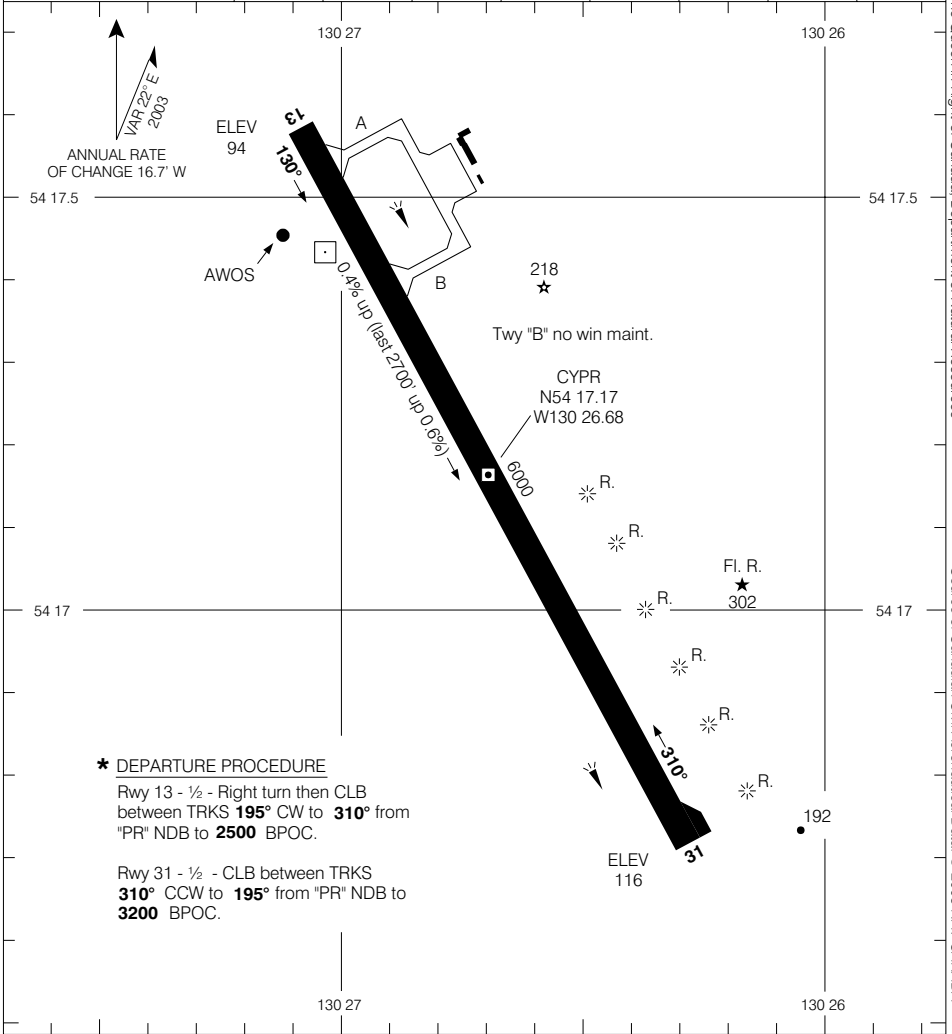 130 27
130 26
VAR 22° E
2003
ANNUAL RATE
OF CHANGE 16.7' W
ELEV
94
13
130°
A
54 17.5
54 17.5
AWOS
B
218
0.4% up (last 2700' up 0.6%)
Twy "B" no win maint.
CYPR
N54 17.17
W130 26.68
6000
R.
R.
Fl. R.
302
R.
54 17
54 17
R.
R.
310°
R.
192
31
ELEV
116
* DEPARTURE PROCEDURE
Rwy 13 - ½ - Right turn then CLB
between TRKS 195° CW to 310° from
"PR" NDB to 2500 BPOC.
Rwy 31 - ½ - CLB between TRKS
310° CCW to 195° from "PR" NDB to
3200 BPOC.
130 27
130 26